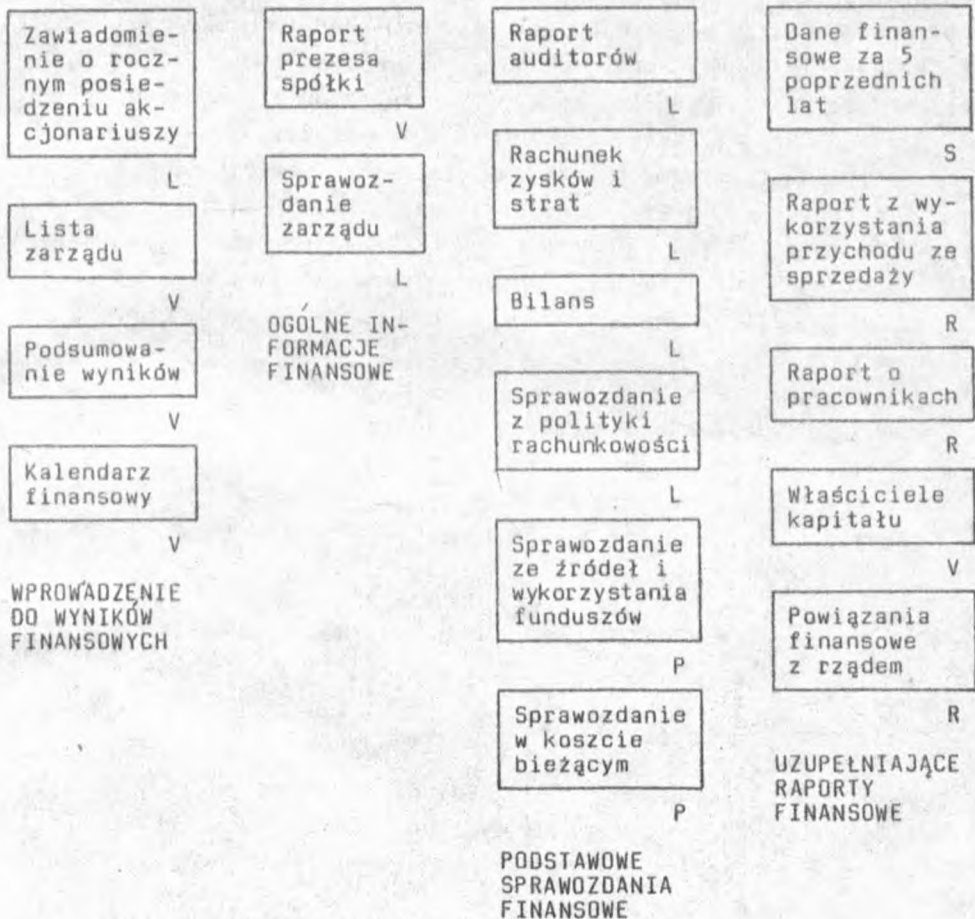 Zawiadomie-
nie o rocz-
nym posie-
dzeniu ak-
cjonariuszy
L
Lista
zarządu
V
Podsumowa-
nie wyników
V
Kalendarz
finansowy
V
WPROWADZENIE
DO WYNIKÓW
FINANSOWYCH
Raport
prezesa
spółki
V
Sprawoz-
danie
zarządu
L
OGÓLNE IN-
FORMACJE
FINANSOWE
Raport
auditorów
L
Rachunek
zysków i
strat
L
Bilans
L
Sprawozdanie
z polityki
rachunkowości
L
Sprawozdanie
ze źródeł i
wykorzystania
funduszów
P
Sprawozdanie
w koszcie
bieżącym
P
PODSTAWOWE
SPRAWOZDANIA
FINANSOWE
Dane finan-
sowe za 5
poprzednich
lat
S
Raport z wy-
korzystania
przychodu ze
sprzedaży
R
Raport o
pracownikach
R
Właściciele
kapitału
V
Powiązania
finansowe
z rządem
R
UZUPEŁNIAJĄCE
RAPORTY
FINANSOWE